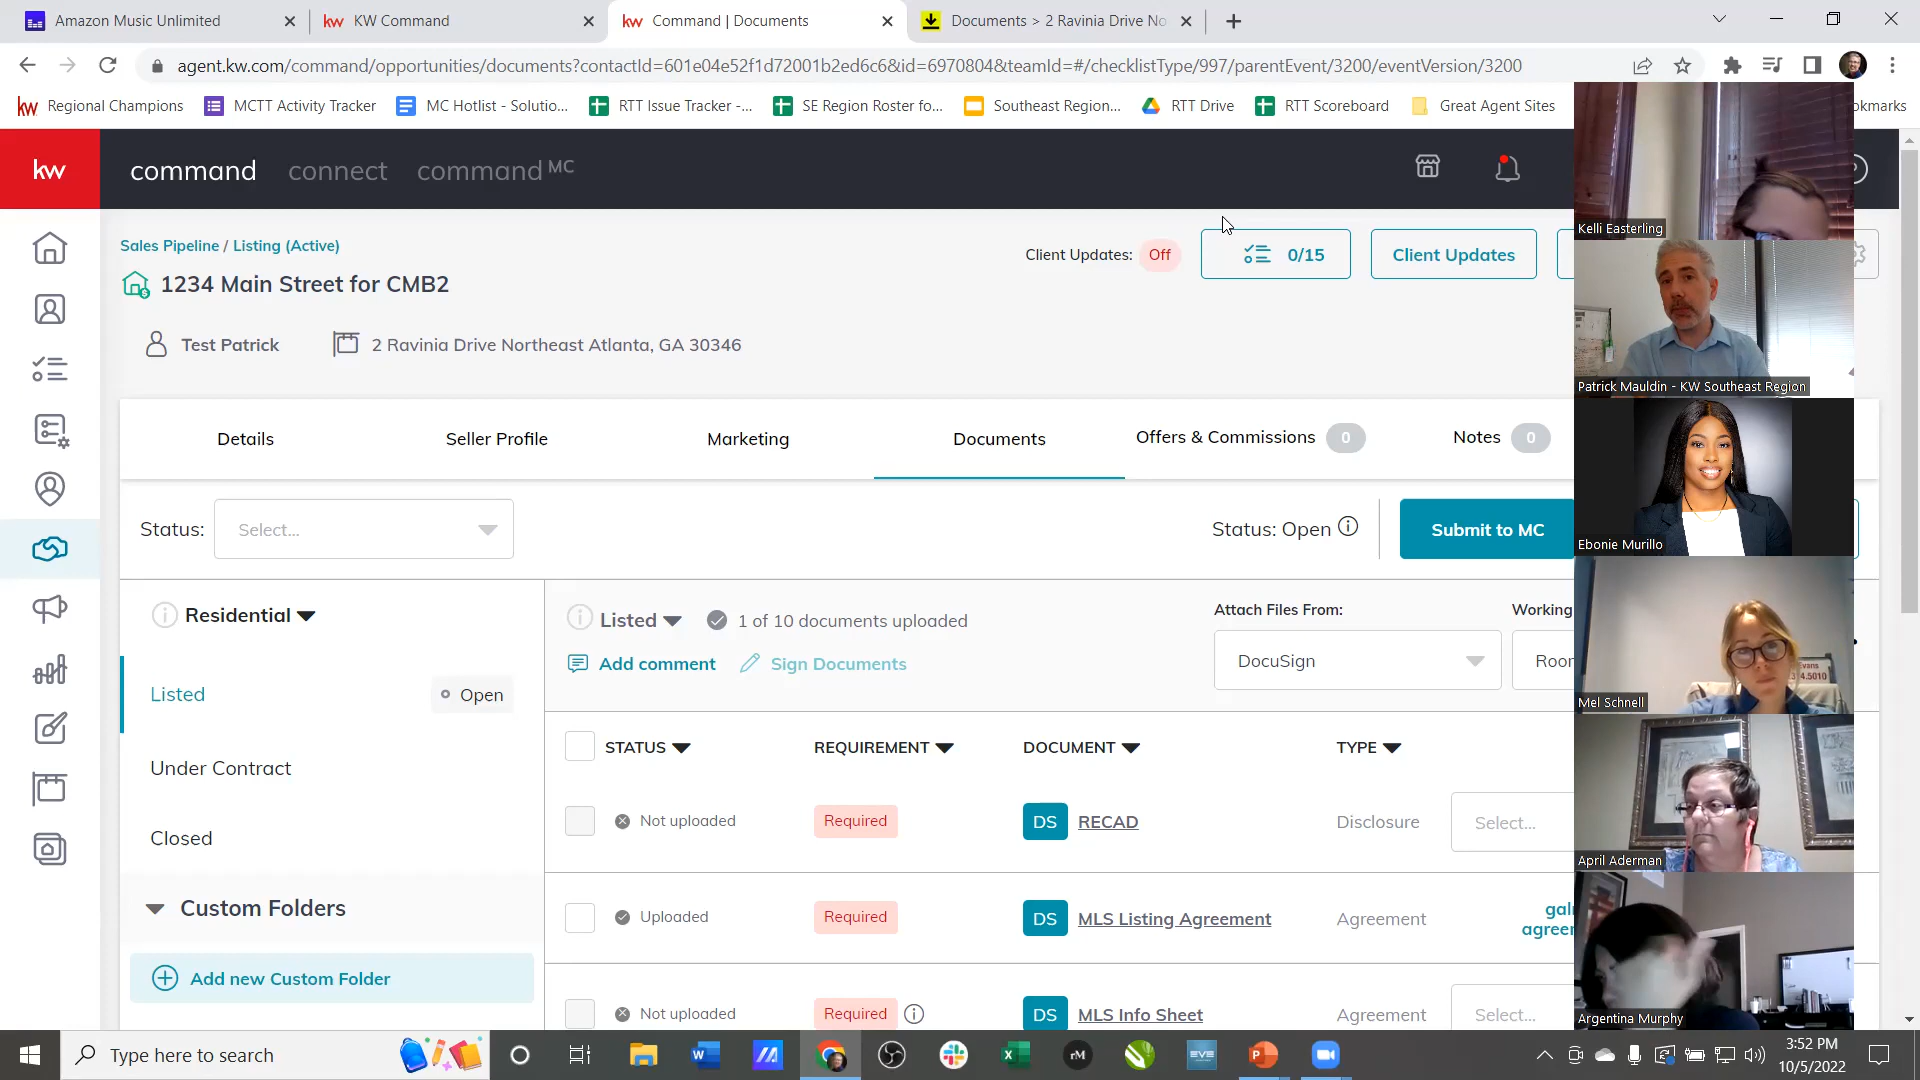 Amazon Music Unlimited
kw KW Command
kw Command | Documents
Documents > 2 Ravinia Drive No
agent.kw.com/command/opportunities/documents?contactId=601e04e52f1d72001b2ed6c6&id=6970804&teamId=#/checklistType/997/parentEvent/3200/eventVersion/3200
kw Regional Champions
MCTT Activity Tracker
MC Hotlist - Solutio...
RTT Issue Tracker -...
SE Region Roster fo...
Southeast Region...
RTT Drive
RTT Scoreboard
Great Agent Sites
okmarks
kw
command connect command MC
Sales Pipeline / Listing (Active)
Client Updates: Off
0/15
Client Updates
1234 Main Street for CMB2
Test Patrick
2 Ravinia Drive Northeast Atlanta, GA 30346
Details
Seller Profile
Marketing
Documents
Offers & Commissions 0
Notes 0
Status: Select...
Status: Open
Submit to MC
Residential
Listed
1 of 10 documents uploaded
Attach Files From:
Working
Add comment
Sign Documents
DocuSign
Roor
Listed
Open
Under Contract
Closed
Custom Folders
Add new Custom Folder
STATUS REQUIREMENT DOCUMENT TYPE
Not uploaded Required DS RECAD Disclosure Select...
Uploaded Required DS MLS Listing Agreement Agreement
agreer
Not uploaded Required DS MLS Info Sheet Agreement Select...
Kelli Easterling
Patrick Mauldin - KW Southeast Region
Ebonie Murillo
Mel Schnell
April Aderman
Argentina Murphy
Type here to search
rM
EVE
3:52 PM
10/5/2022